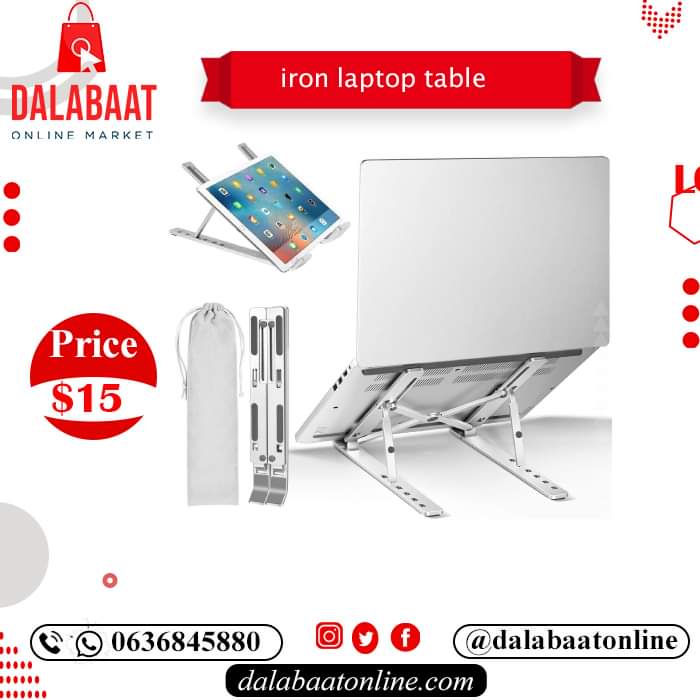 DALABAAT
ONLINE MARKET
iron laptop table
Price
$15
0636845880
@dalabaatonline
dalabaatonline.com